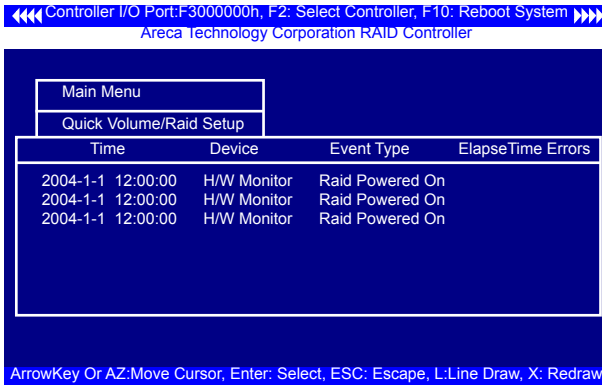 Controller I/O Port:F3000000h, F2: Select Controller, F10: Reboot System
Areca Technology Corporation RAID Controller
Main Menu
Quick Volume/Raid Setup
Time Device Event Type ElapseTime Errors
2004-1-1 12:00:00 H/W Monitor Raid Powered On
2004-1-1 12:00:00 H/W Monitor Raid Powered On
2004-1-1 12:00:00 H/W Monitor Raid Powered On
ArrowKey Or AZ:Move Cursor, Enter: Select, ESC: Escape, L:Line Draw, X: Redraw